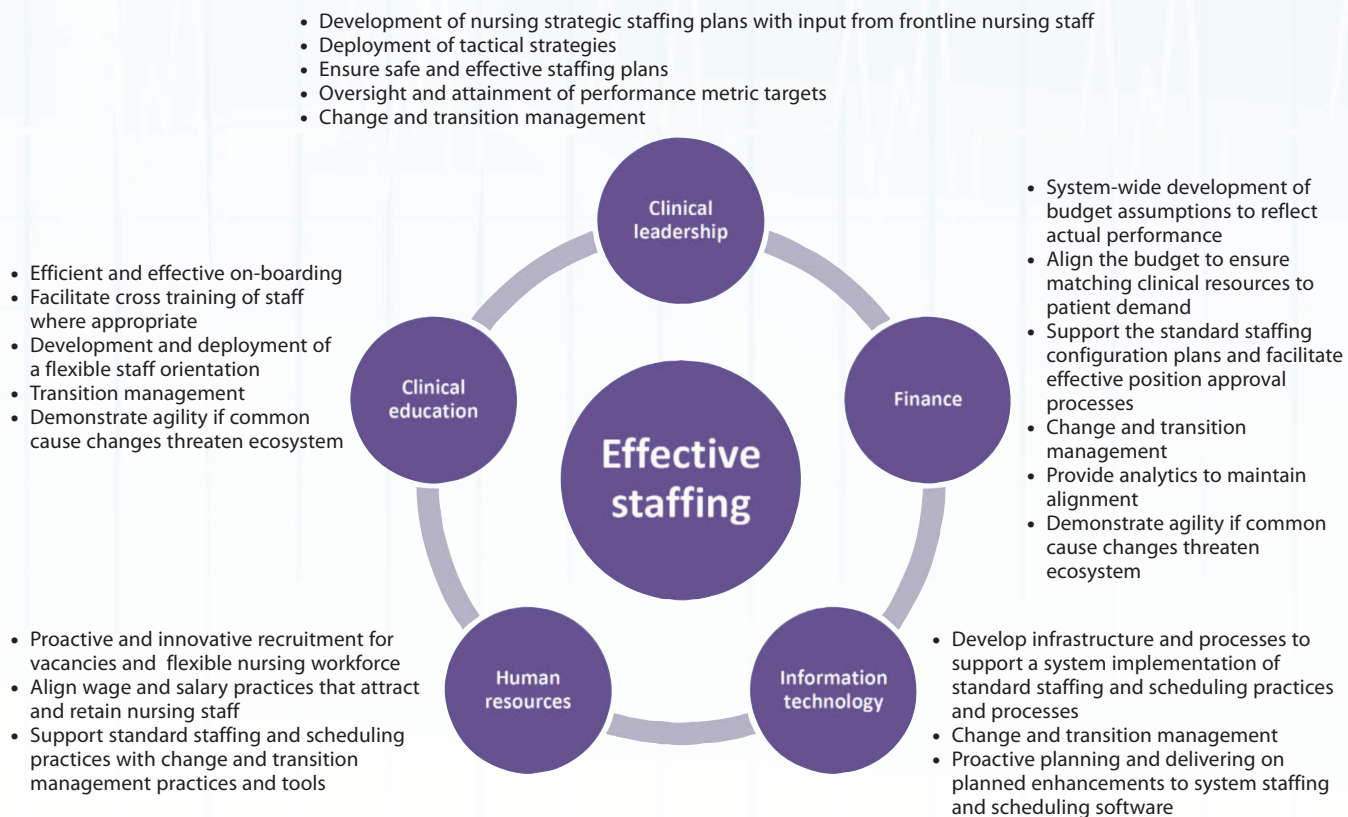 • Development of nursing strategic staffing plans with input from frontline nursing staff
• Deployment of tactical strategies
• Ensure safe and effective staffing plans
• Oversight and attainment of performance metric targets
• Change and transition management
Clinical
leadership
• System-wide development of
budget assumptions to reflect
actual performance
• Align the budget to ensure
matching clinical resources to
patient demand
• Support the standard staffing
configuration plans and facilitate
effective position approval
processes
• Change and transition
management
• Provide analytics to maintain
alignment
• Demonstrate agility if common
cause changes threaten
ecosystem
Finance
• Efficient and effective on-boarding
• Facilitate cross training of staff
where appropriate
• Development and deployment of
a flexible staff orientation
• Transition management
• Demonstrate agility if common
cause changes threaten ecosystem
Clinical
education
Effective
staffing
• Proactive and innovative recruitment for
vacancies and flexible nursing workforce
• Align wage and salary practices that attract
and retain nursing staff
• Support standard staffing and scheduling
practices with change and transition
management practices and tools
Human
resources
Information
technology
• Develop infrastructure and processes to
support a system implementation of
standard staffing and scheduling practices
and processes
• Change and transition management
• Proactive planning and delivering on
planned enhancements to system staffing
and scheduling software